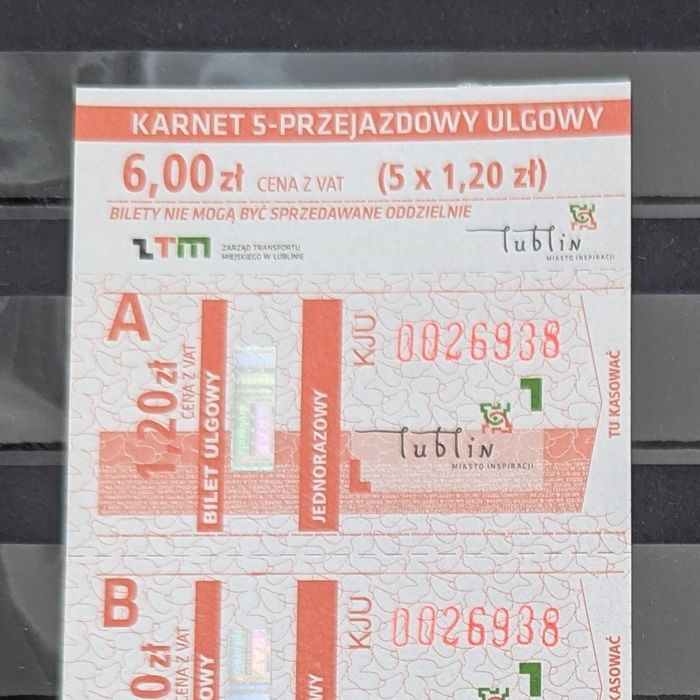 KARNET 5-PRZEJAZDOWY ULGOWY
6,00 zł CENA Z VAT (5 x 1,20 zł)
BILETY NIE MOGĄ BYĆ SPRZEDAWANE ODDZIELNIE
ZTM ZARZĄD TRANSPORTU
MIEJSKIEGO W LUBLINIE
lublin
MIASTO INSPIRACJI
A
1,20 zł
CENA Z VAT
BILET ULGOWY
JEDNORAZOWY
KJU 0026938
lublin
MIASTO INSPIRACJI
TU KASOWAĆ
B
KJU 0026938
KASOWAĆ